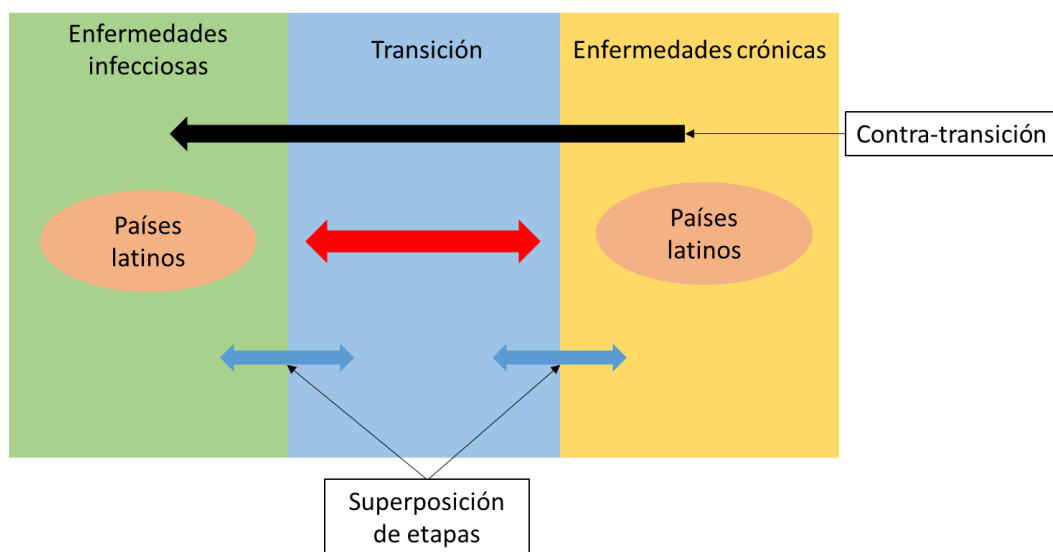 Enfermedades
infecciosas
Transición
Enfermedades crónicas
Contra-transición
Países
latinos
Países
latinos
Superposición
de etapas